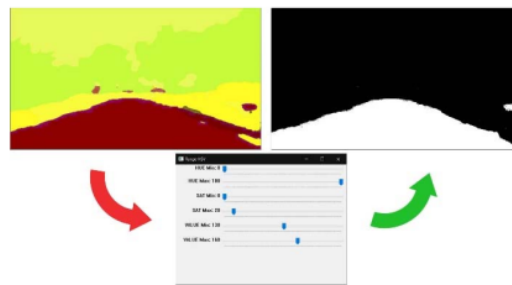 Range HSV
HUE Min: 0
HUE Max: 180
SAT Min: 0
SAT Max: 20
VALUE Min: 130
VALUE Max: 160